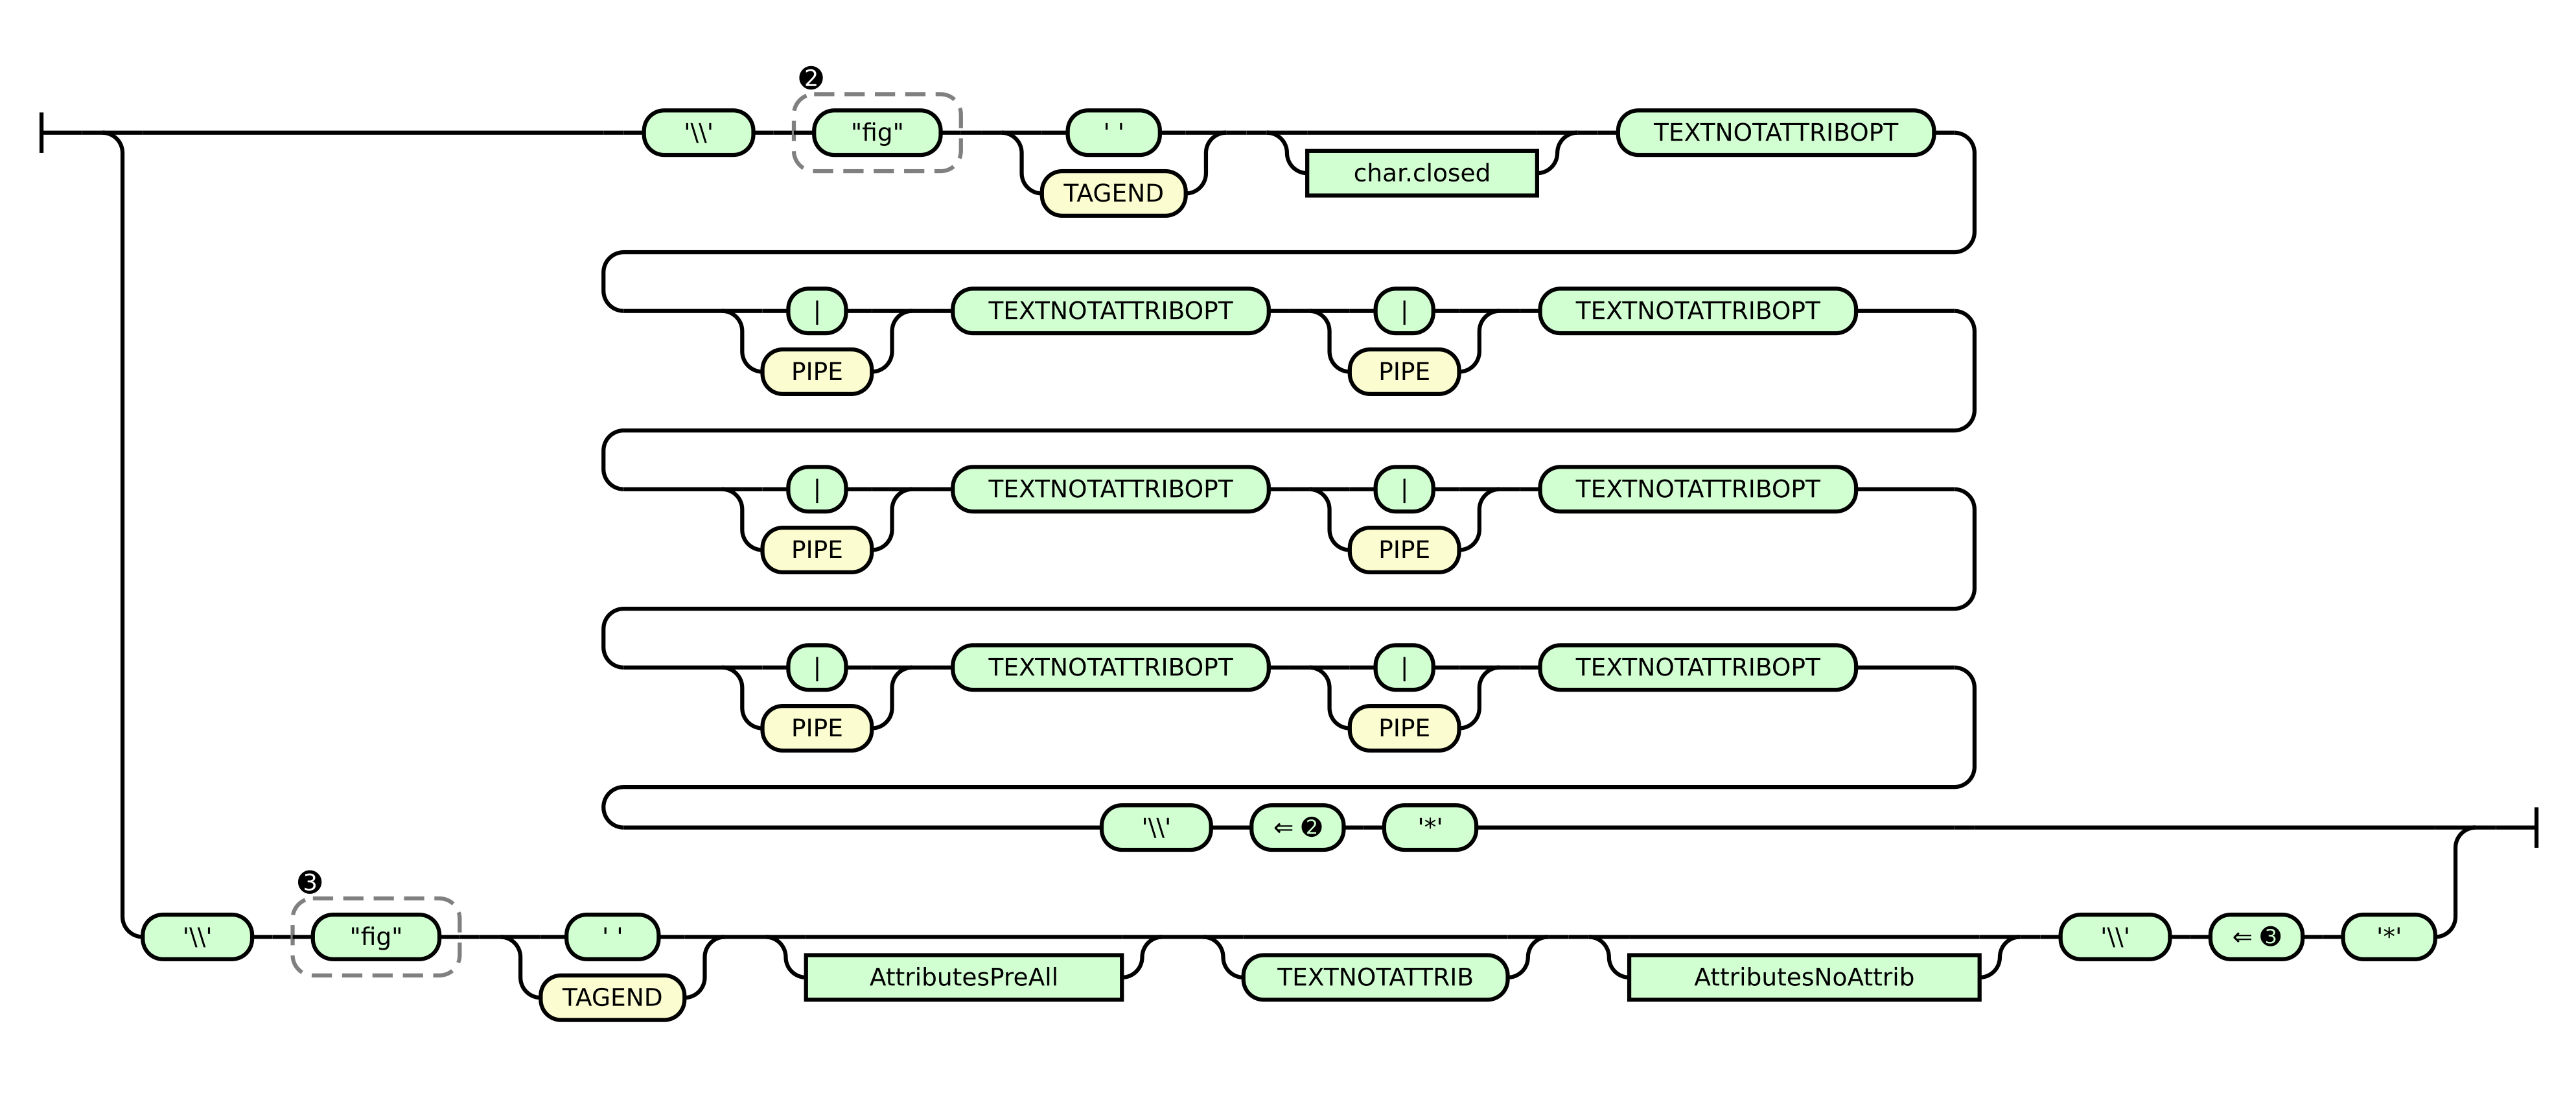 ❷
'\\' "fig" ' ' TEXTNOTATTRIBOPT
char.closed
TAGEND
| TEXTNOTATTRIBOPT | TEXTNOTATTRIBOPT
PIPE PIPE
| TEXTNOTATTRIBOPT | TEXTNOTATTRIBOPT
PIPE PIPE
| TEXTNOTATTRIBOPT | TEXTNOTATTRIBOPT
PIPE PIPE
'\\' ⇐ ❷ '*'
❸
'\\' "fig" ' ' '\\' ⇐ ❸ '*'
TAGEND AttributesPreAll TEXTNOTATTRIB AttributesNoAttrib